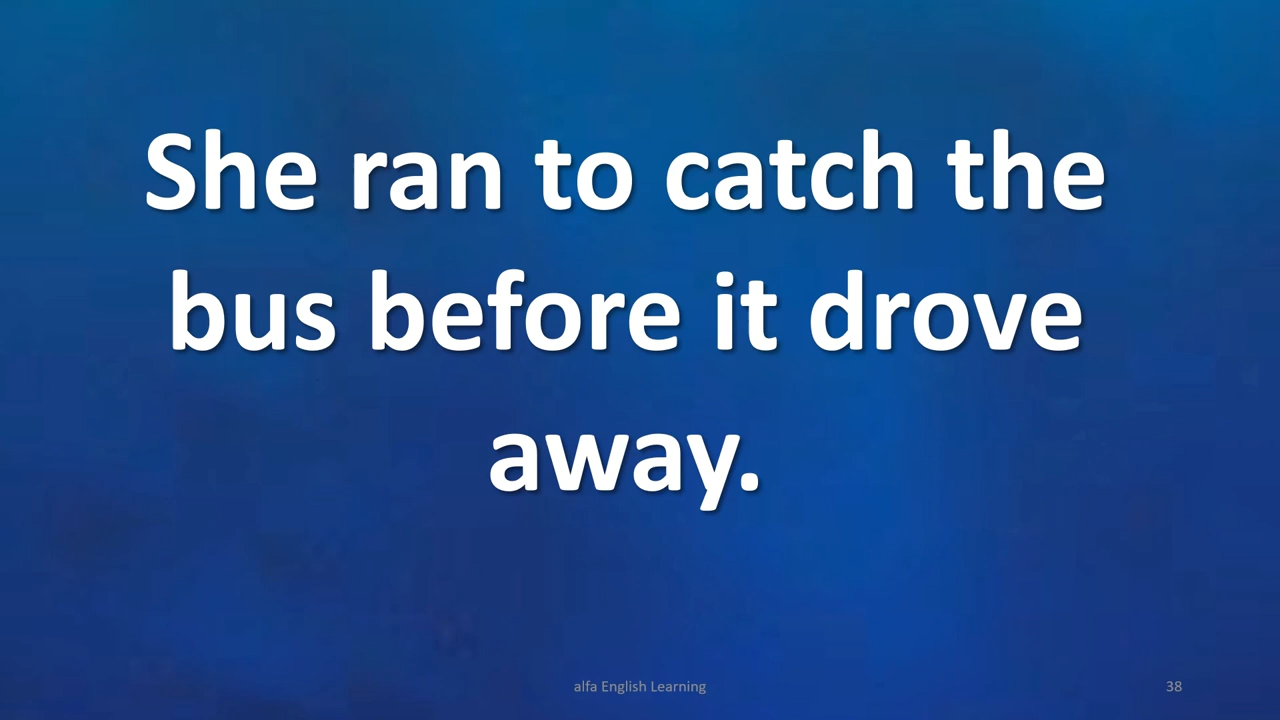 She ran to catch the
bus before it drove
away.
alfa English Learning
38